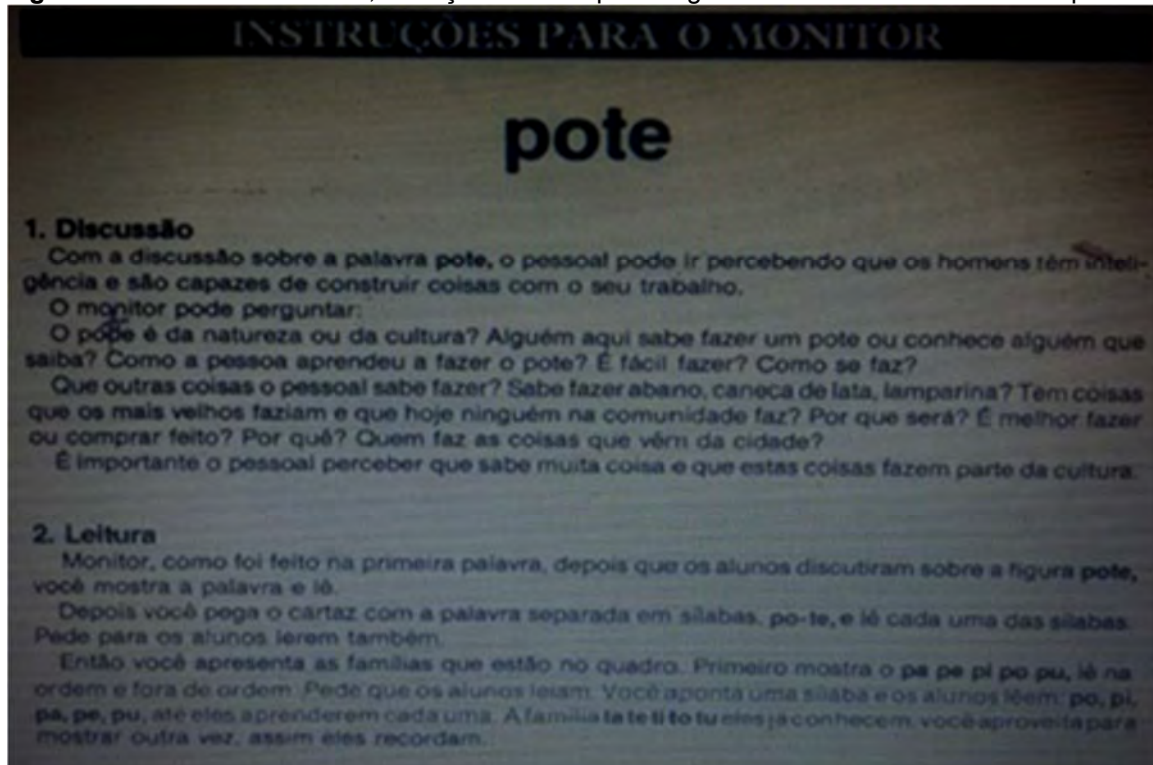 INSTRUÇÕES PARA O MONITOR
pote
1. Discussão
Com a discussão sobre a palavra pote, o pessoal pode ir percebendo que os homens têm inteli-
gência e são capazes de construir coisas com o seu trabalho.
O monitor pode perguntar:
O pote é da natureza ou da cultura? Alguém aqui sabe fazer um pote ou conhece alguém que
saiba? Como a pessoa aprendeu a fazer o pote? É fácil fazer? Como se faz?
Que outras coisas o pessoal sabe fazer? Sabe fazer abano, caneca de lata, lamparina? Tem coisas
que os mais velhos faziam e que hoje ninguém na comunidade faz? Por que será? É melhor fazer
ou comprar feito? Por quê? Quem faz as coisas que vêm da cidade?
É importante o pessoal perceber que sabe muita coisa e que estas coisas fazem parte da cultura.
2. Leitura
Monitor, como foi feito na primeira palavra, depois que os alunos discutiram sobre a figura pote,
você mostra a palavra e lê.
Depois você pega o cartaz com a palavra separada em sílabas, po-te, e lê cada uma das sílabas.
Pede para os alunos lerem também.
Então você apresenta as famílias que estão no quadro. Primeiro mostra o pa pe pi po pu, lê na
ordem e fora de ordem. Pede que os alunos leiam. Você aponta uma sílaba e os alunos lêem: po, pi,
pa, pe, pu, até eles aprenderem cada uma. A família ta te ti to tu eles já conhecem, você aproveita para
mostrar outra vez, assim eles recordam.